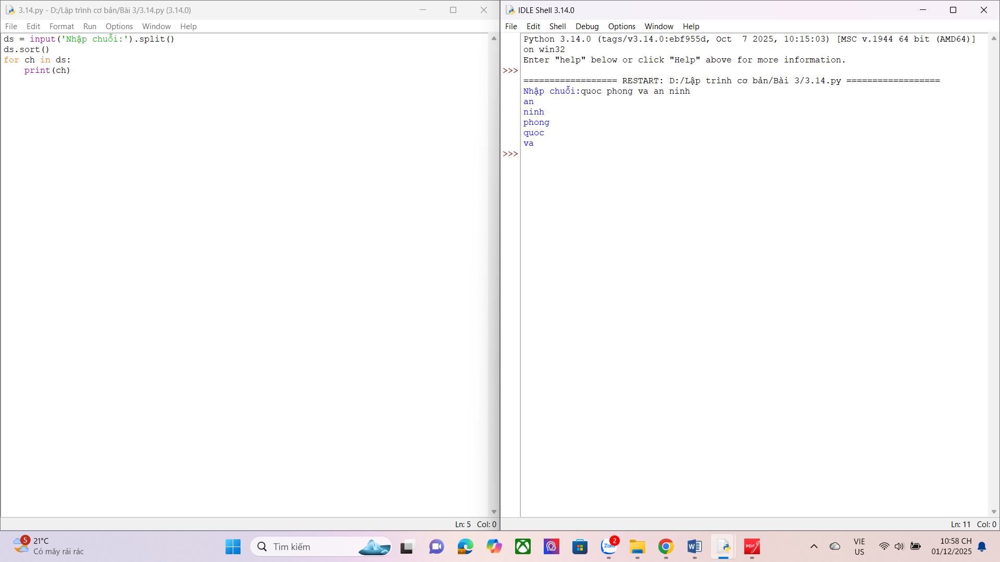 3.14.py - D:/Lập trình cơ bản/Bài 3/3.14.py (3.14.0)
File Edit Format Run Options Window Help
ds = input('Nhập chuỗi:').split()
ds.sort()
for ch in ds:
    print(ch)
Ln: 5 Col: 0
IDLE Shell 3.14.0
File Edit Shell Debug Options Window Help
Python 3.14.0 (tags/v3.14.0:ebf955d, Oct  7 2025, 10:15:03) [MSC v.1944 64 bit (AMD64)]
on win32
Enter "help" below or click "Help" above for more information.
>>>
================== RESTART: D:/Lập trình cơ bản/Bài 3/3.14.py ==================
Nhập chuỗi:quoc phong va an ninh
an
ninh
phong
quoc
va
>>>
Ln: 11 Col: 0
5
21°C
Có mây rải rác
Tìm kiếm
Zalo
2
PDF
VIE
US
10:58 CH
01/12/2025